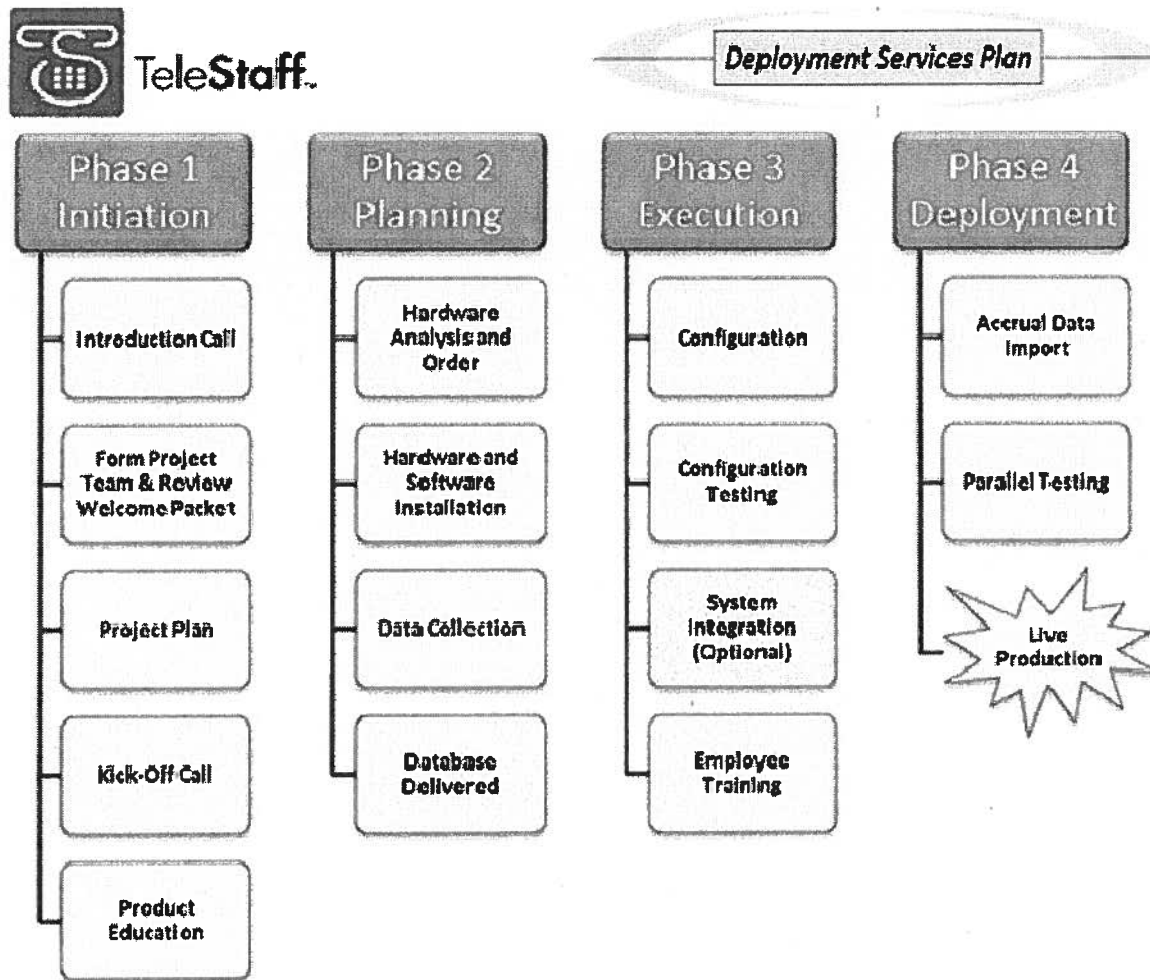 TeleStaff™
Deployment Services Plan
Phase 1
Initiation
Introduction Call
Form Project
Team & Review
Welcome Packet
Project Plan
Kick-Off Call
Product
Education
Phase 2
Planning
Hardware
Analysis and
Order
Hardware and
Software
Installation
Data Collection
Database
Delivered
Phase 3
Execution
Configuration
Configuration
Testing
System
Integration
(Optional)
Employee
Training
Phase 4
Deployment
Accrual Data
Import
Parallel Testing
Live
Production